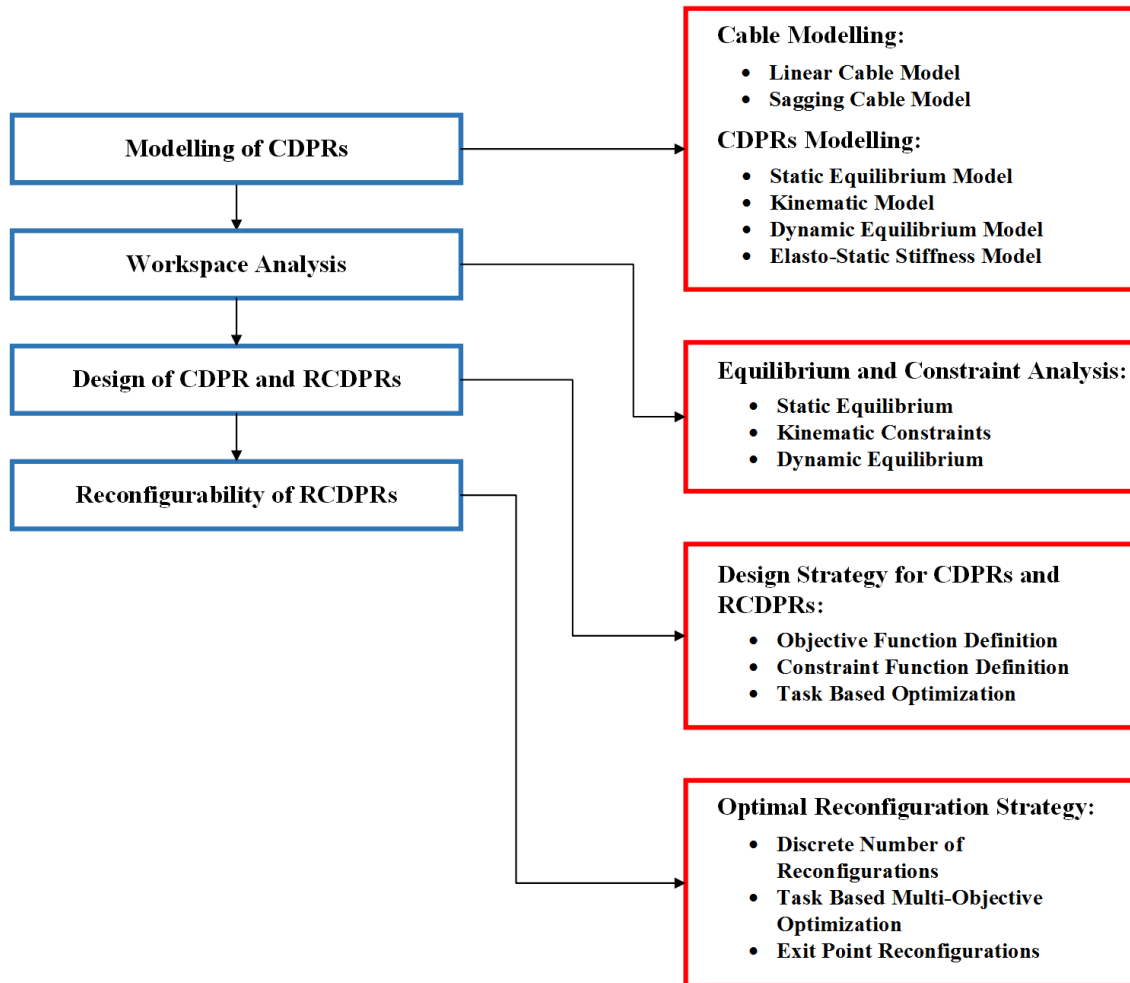 Modelling of CDPRs
Workspace Analysis
Design of CDPR and RCDPRs
Reconfigurability of RCDPRs
Cable Modelling:
• Linear Cable Model
• Sagging Cable Model
CDPRs Modelling:
• Static Equilibrium Model
• Kinematic Model
• Dynamic Equilibrium Model
• Elasto-Static Stiffness Model
Equilibrium and Constraint Analysis:
• Static Equilibrium
• Kinematic Constraints
• Dynamic Equilibrium
Design Strategy for CDPRs and
RCDPRs:
• Objective Function Definition
• Constraint Function Definition
• Task Based Optimization
Optimal Reconfiguration Strategy:
• Discrete Number of
Reconfigurations
• Task Based Multi-Objective
Optimization
• Exit Point Reconfigurations